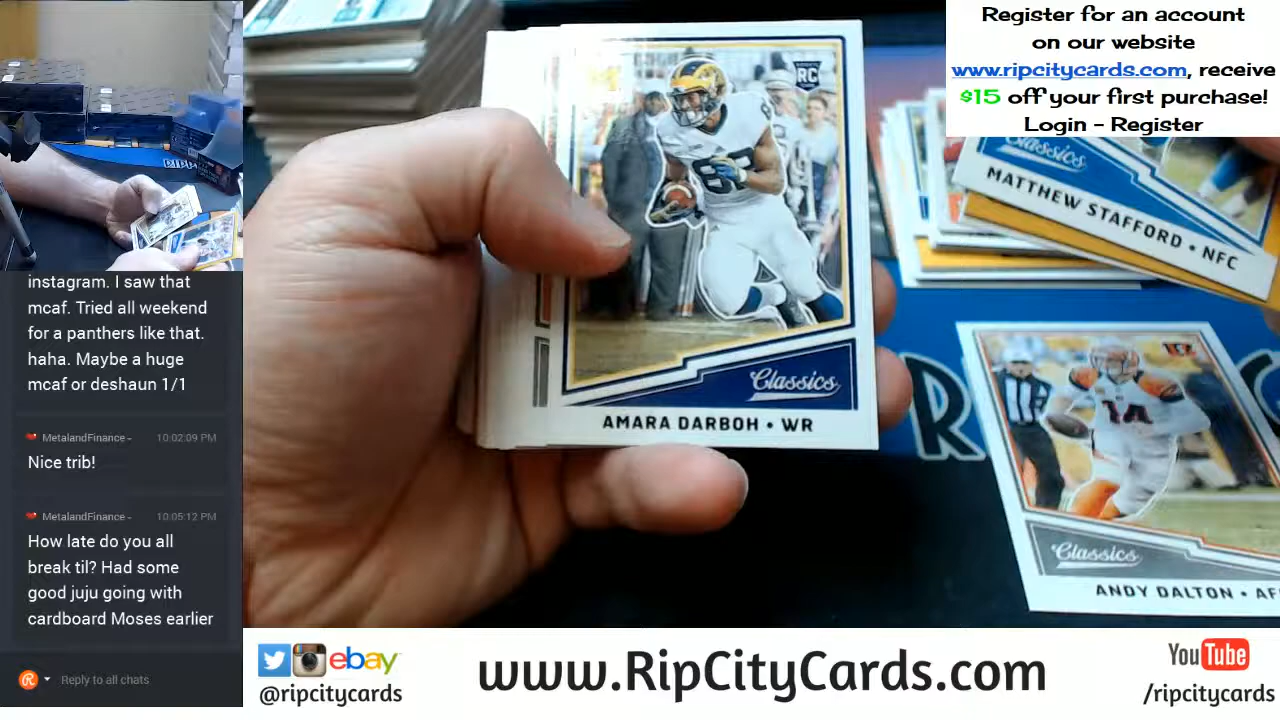 Register for an account
on our website
www.ripcitycards.com, receive
$15 off your first purchase!
Login - Register
instagram. I saw that
mcaf. Tried all weekend
for a panthers like that.
haha. Maybe a huge
mcaf or deshaun 1/1
MetalandFinance - 10:02:09 PM
Nice trib!
MetalandFinance - 10:05:12 PM
How late do you all
break til? Had some
good juju going with
cardboard Moses earlier
Reply to all chats
RC
82
Classics
AMARA DARBOH • WR
Classics
MATTHEW STAFFORD • NFC
14
Classics
ANDY DALTON • AF
ebay
@ripcitycards
www.RipCityCards.com
YouTube
/ripcitycards